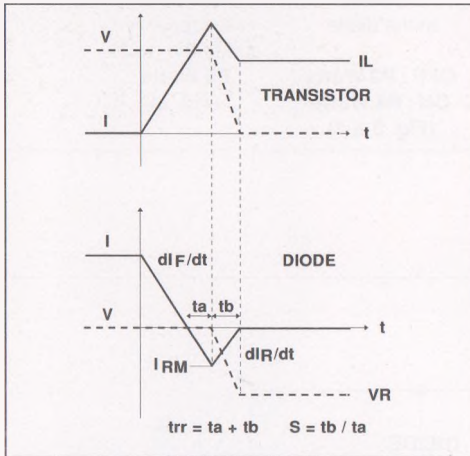 V
IL
TRANSISTOR
I
t
I
dIF/dt
DIODE
ta
tb
V
t
IRM
dIR/dt
VR
trr = ta + tb
S = tb / ta